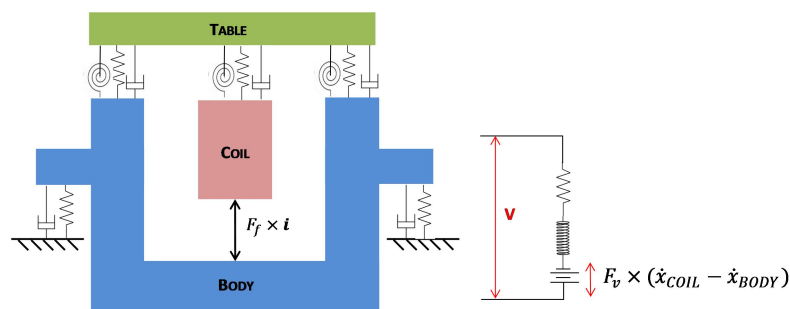 TABLE
COIL
F_f × i
BODY
V
F_v × (ẋ_COIL − ẋ_BODY)